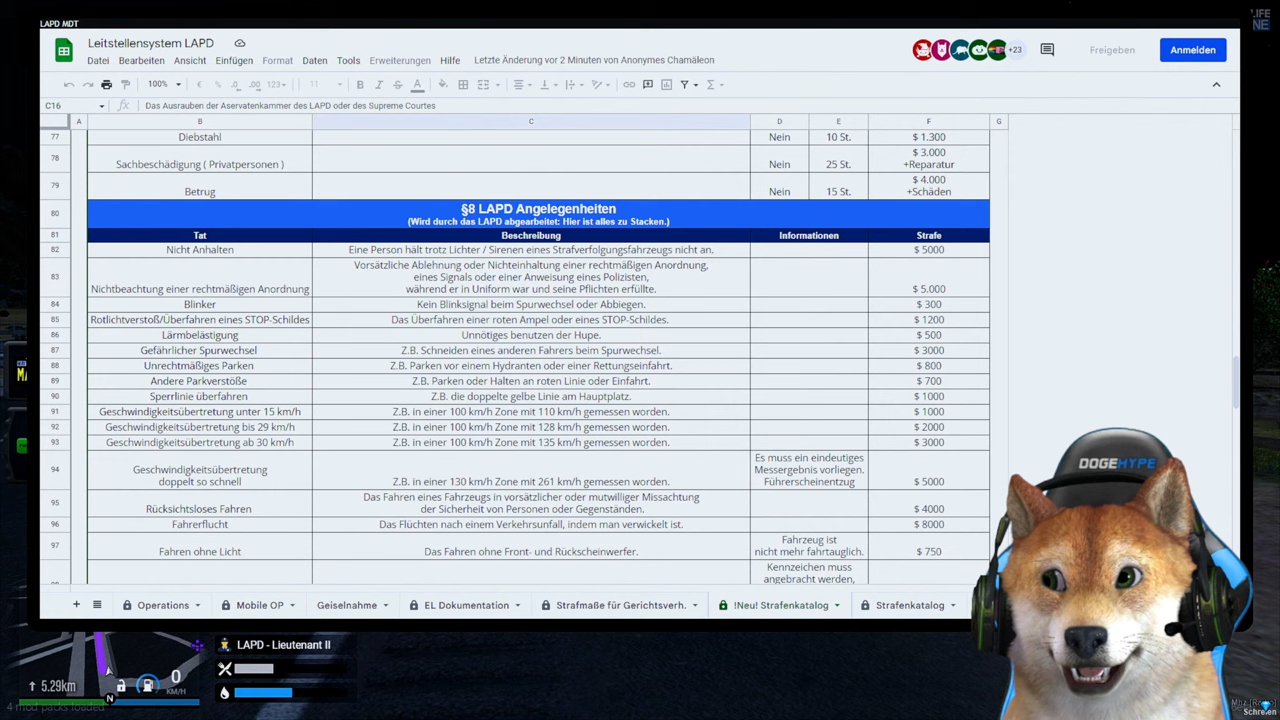 LAPD MDT
LIFE
NE
Leitstellensystem LAPD
Datei Bearbeiten Ansicht Einfügen Format Daten Tools Erweiterungen Hilfe Letzte Änderung vor 2 Minuten von Anonymes Chamäleon
+23
Freigeben
Anmelden
100% € % .0 .00 123 11 B I S A Σ
C16 fx Das Ausrauben der Aservatenkammer des LAPD oder des Supreme Courtes
A B C D E F G
77 Diebstahl Nein 10 St. $ 1.300
78 Sachbeschädigung ( Privatpersonen ) Nein 25 St. $ 3.000
+Reparatur
79 Betrug Nein 15 St. $ 4.000
+Schäden
80 §8 LAPD Angelegenheiten
(Wird durch das LAPD abgearbeitet: Hier ist alles zu Stacken.)
81 Tat Beschreibung Informationen Strafe
82 Nicht Anhalten Eine Person hält trotz Lichter / Sirenen eines Strafverfolgungsfahrzeugs nicht an. $ 5000
83 Nichtbeachtung einer rechtmäßigen Anordnung Vorsätzliche Ablehnung oder Nichteinhaltung einer rechtmäßigen Anordnung,
eines Signals oder einer Anweisung eines Polizisten,
während er in Uniform war und seine Pflichten erfüllte. $ 5.000
84 Blinker Kein Blinksignal beim Spurwechsel oder Abbiegen. $ 300
85 Rotlichtverstoß/Überfahren eines STOP-Schildes Das Überfahren einer roten Ampel oder eines STOP-Schildes. $ 1200
86 Lärmbelästigung Unnötiges benutzen der Hupe. $ 500
87 Gefährlicher Spurwechsel Z.B. Schneiden eines anderen Fahrers beim Spurwechsel. $ 3000
88 Unrechtmäßiges Parken Z.B. Parken vor einem Hydranten oder einer Rettungseinfahrt. $ 800
89 Andere Parkverstöße Z.B. Parken oder Halten an roten Linie oder Einfahrt. $ 700
90 Sperrlinie überfahren Z.B. die doppelte gelbe Linie am Hauptplatz. $ 1000
91 Geschwindigkeitsübertretung unter 15 km/h Z.B. in einer 100 km/h Zone mit 110 km/h gemessen worden. $ 1000
92 Geschwindigkeitsübertretung bis 29 km/h Z.B. in einer 100 km/h Zone mit 128 km/h gemessen worden. $ 2000
93 Geschwindigkeitsübertretung ab 30 km/h Z.B. in einer 100 km/h Zone mit 135 km/h gemessen worden. $ 3000
94 Geschwindigkeitsübertretung
doppelt so schnell Z.B. in einer 130 km/h Zone mit 261 km/h gemessen worden. Es muss ein eindeutiges
Messergebnis vorliegen.
Führerscheinentzug $ 5000
95 Rücksichtsloses Fahren Das Fahren eines Fahrzeugs in vorsätzlicher oder mutwilliger Missachtung
der Sicherheit von Personen oder Gegenständen. $ 4000
96 Fahrerflucht Das Flüchten nach einem Verkehrsunfall, indem man verwickelt ist. $ 8000
97 Fahren ohne Licht Das Fahren ohne Front- und Rückscheinwerfer. Fahrzeug ist
nicht mehr fahrtauglich. $ 750
Kennzeichen muss
angebracht werden,
Operations Mobile OP Geiselnahme EL Dokumentation Strafmaße für Gerichtsverh. !Neu! Strafenkatalog Strafenkatalog
DOGEHYPE
LAPD - Lieutenant II
5.29km
0
KM/H
N
4 mod packs loaded
Schreien